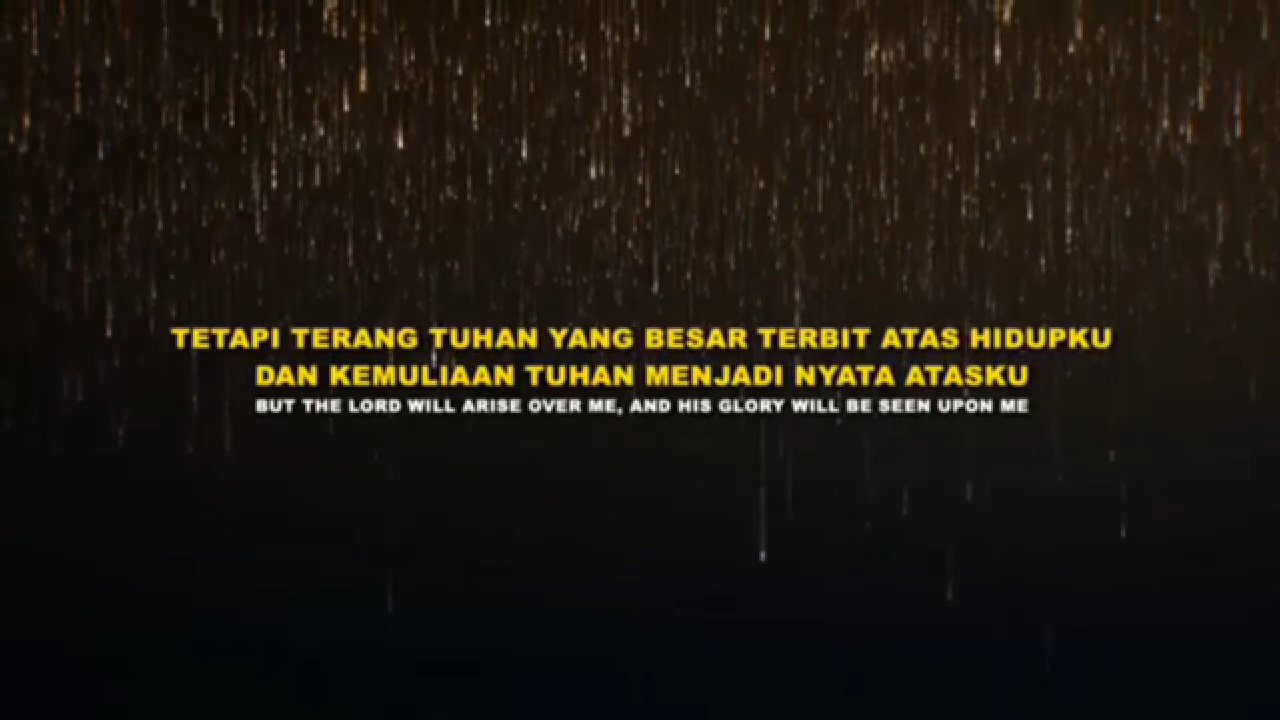 TETAPI TERANG TUHAN YANG BESAR TERBIT ATAS HIDUPKU
DAN KEMULIAAN TUHAN MENJADI NYATA ATASKU
BUT THE LORD WILL ARISE OVER ME, AND HIS GLORY WILL BE SEEN UPON ME